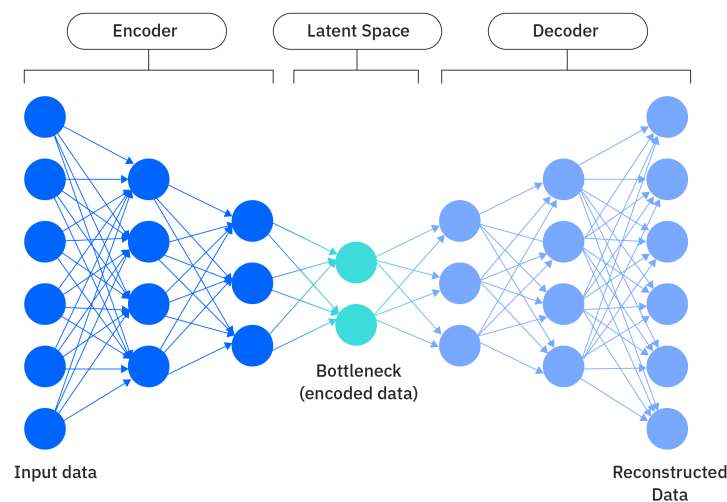 Encoder
Latent Space
Decoder
Bottleneck
(encoded data)
Input data
Reconstructed
Data